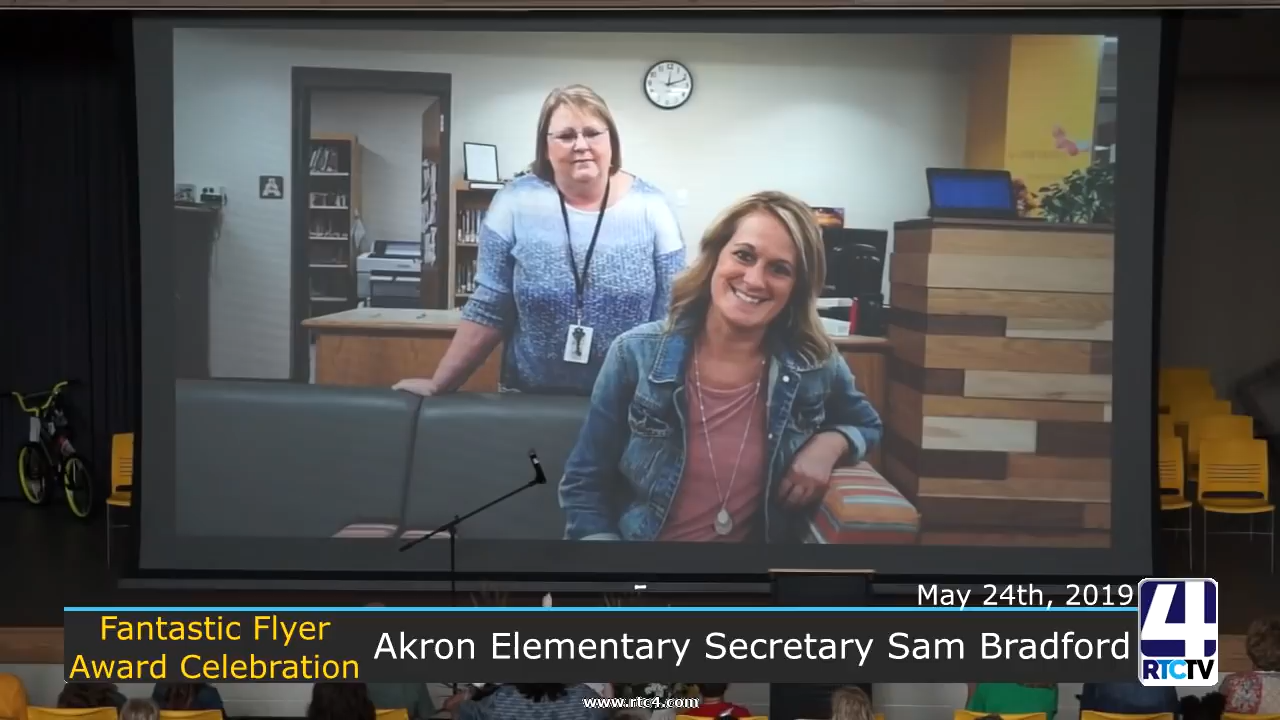 A
May 24th, 2019
Fantastic Flyer
Award Celebration
Akron Elementary Secretary Sam Bradford
4
RTCTV
www.rtc4.com